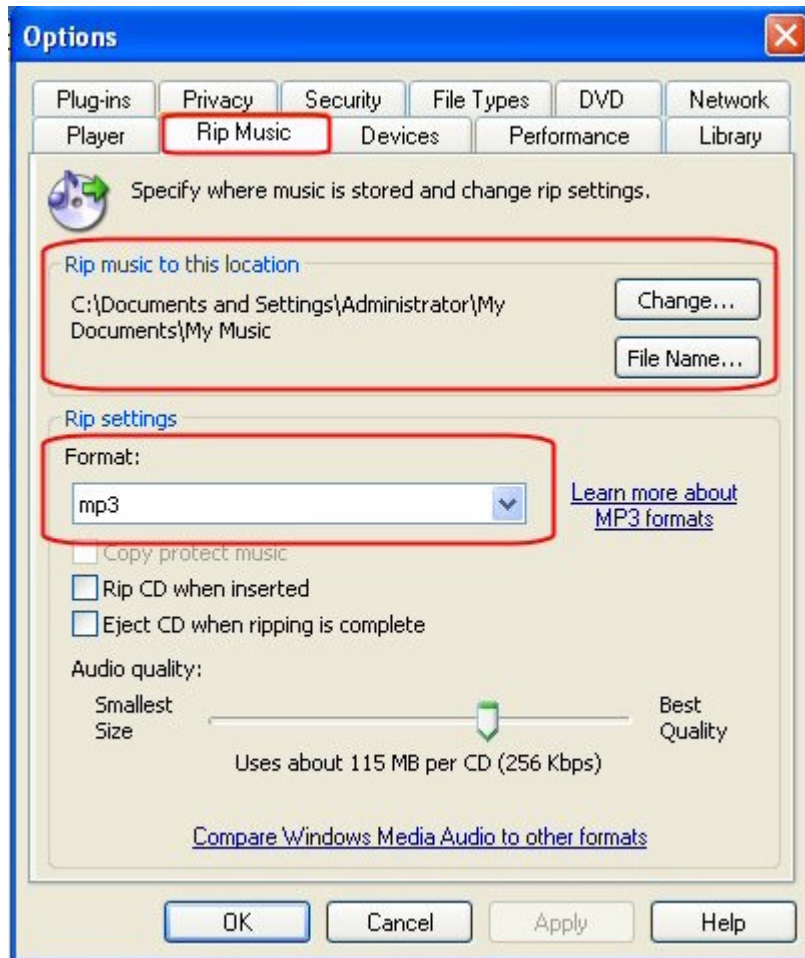 Options
Plug-ins Privacy Security File Types DVD Network
Player Rip Music Devices Performance Library
Specify where music is stored and change rip settings.
Rip music to this location
C:\Documents and Settings\Administrator\My
Documents\My Music
Change...
File Name...
Rip settings
Format:
mp3
Learn more about
MP3 formats
Copy protect music
Rip CD when inserted
Eject CD when ripping is complete
Audio quality:
Smallest
Size
Best
Quality
Uses about 115 MB per CD (256 Kbps)
Compare Windows Media Audio to other formats
OK Cancel Apply Help